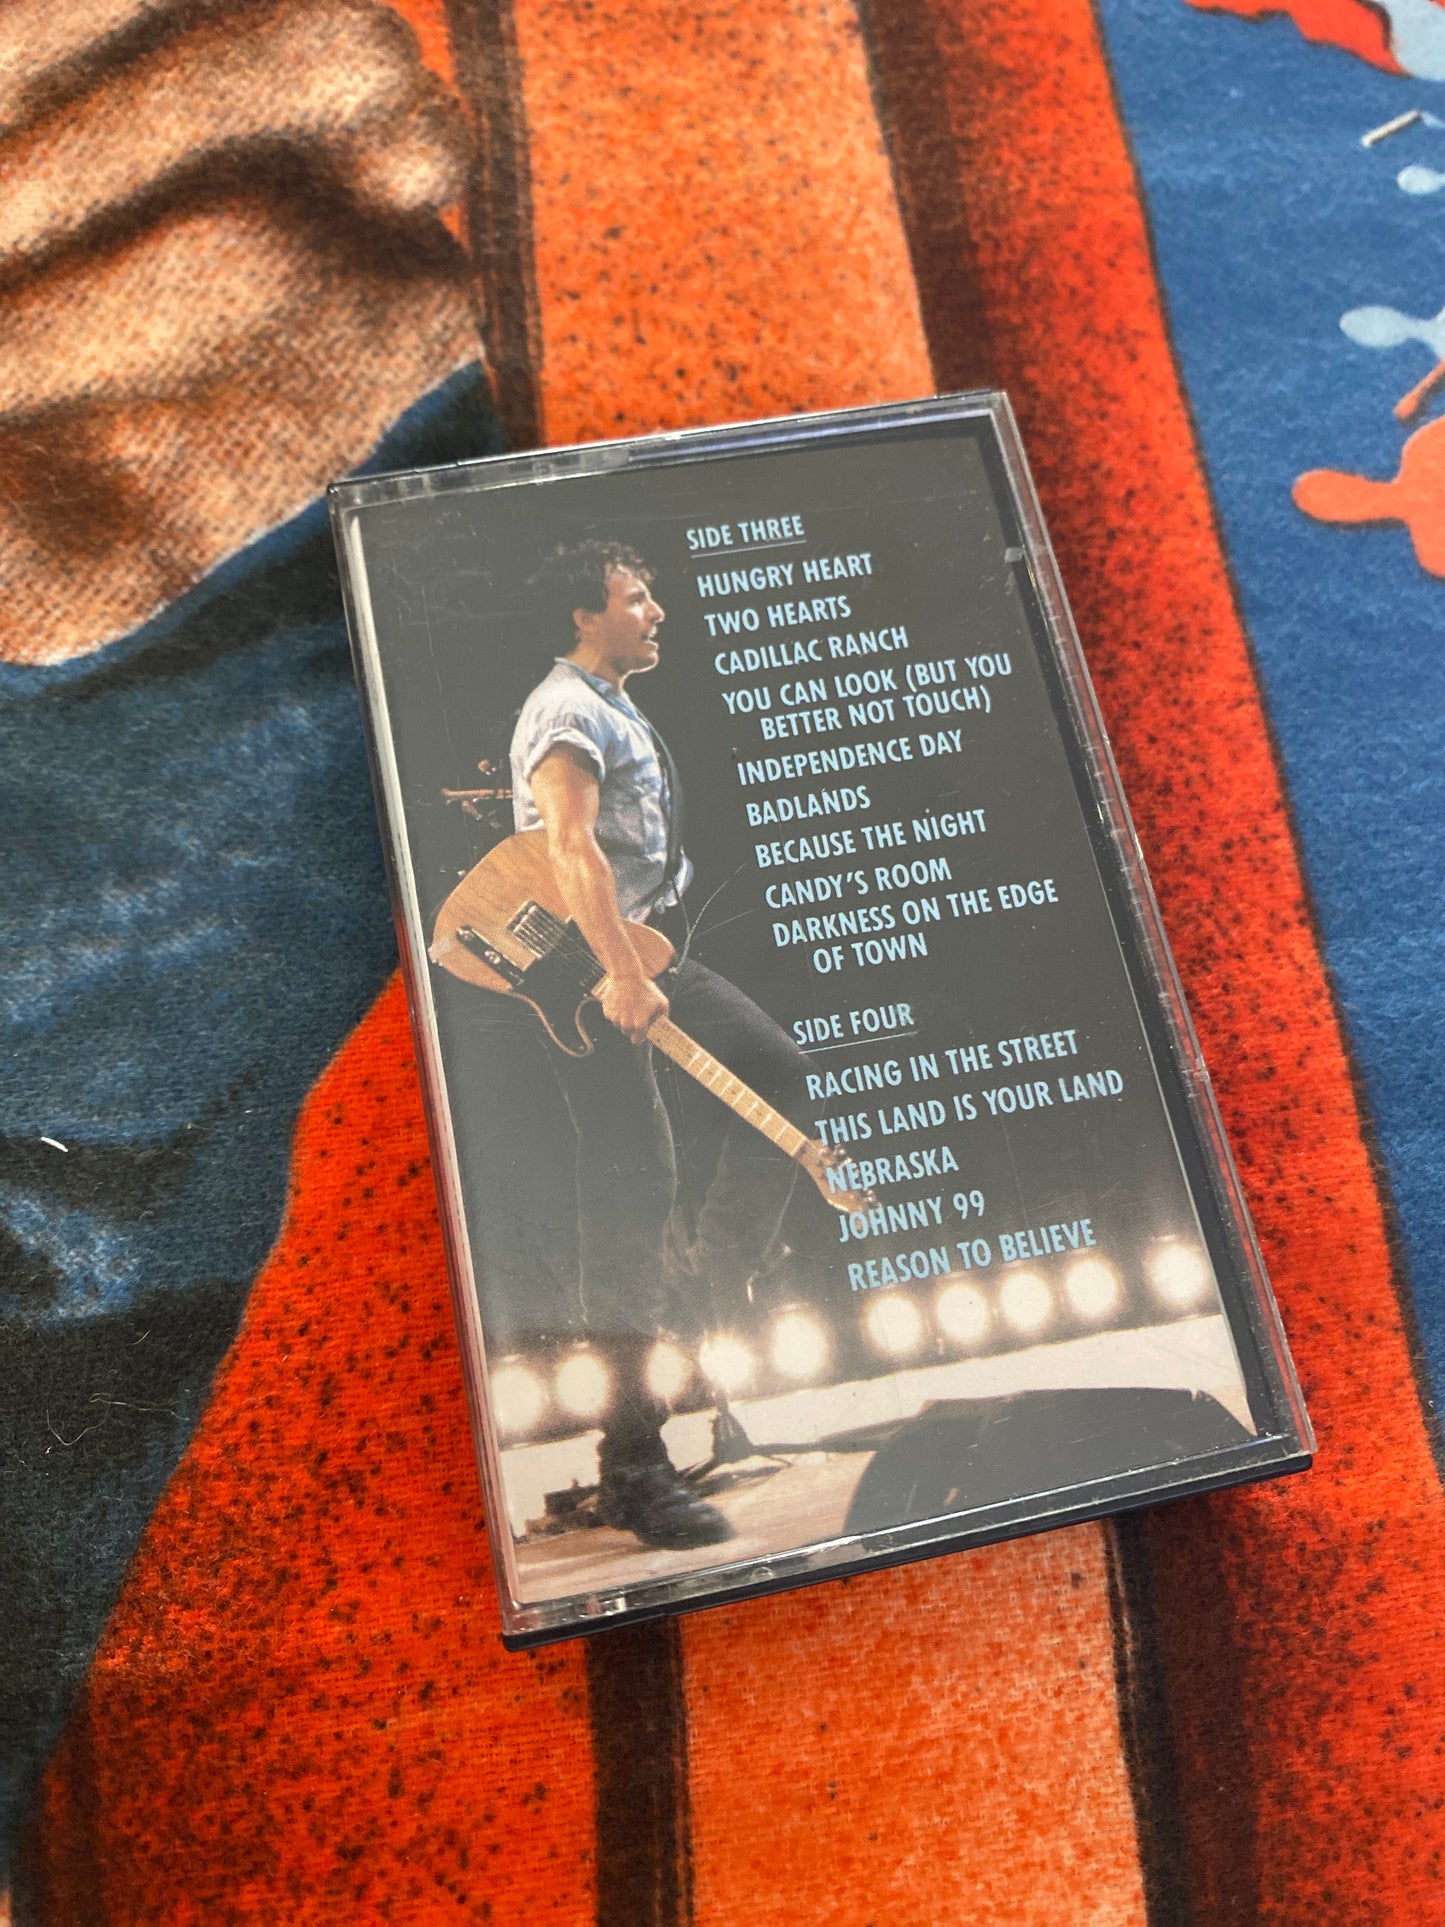 SIDE THREE
HUNGRY HEART
TWO HEARTS
CADILLAC RANCH
YOU CAN LOOK (BUT YOU
BETTER NOT TOUCH)
INDEPENDENCE DAY
BADLANDS
BECAUSE THE NIGHT
CANDY'S ROOM
DARKNESS ON THE EDGE
OF TOWN
SIDE FOUR
RACING IN THE STREET
THIS LAND IS YOUR LAND
NEBRASKA
JOHNNY 99
REASON TO BELIEVE